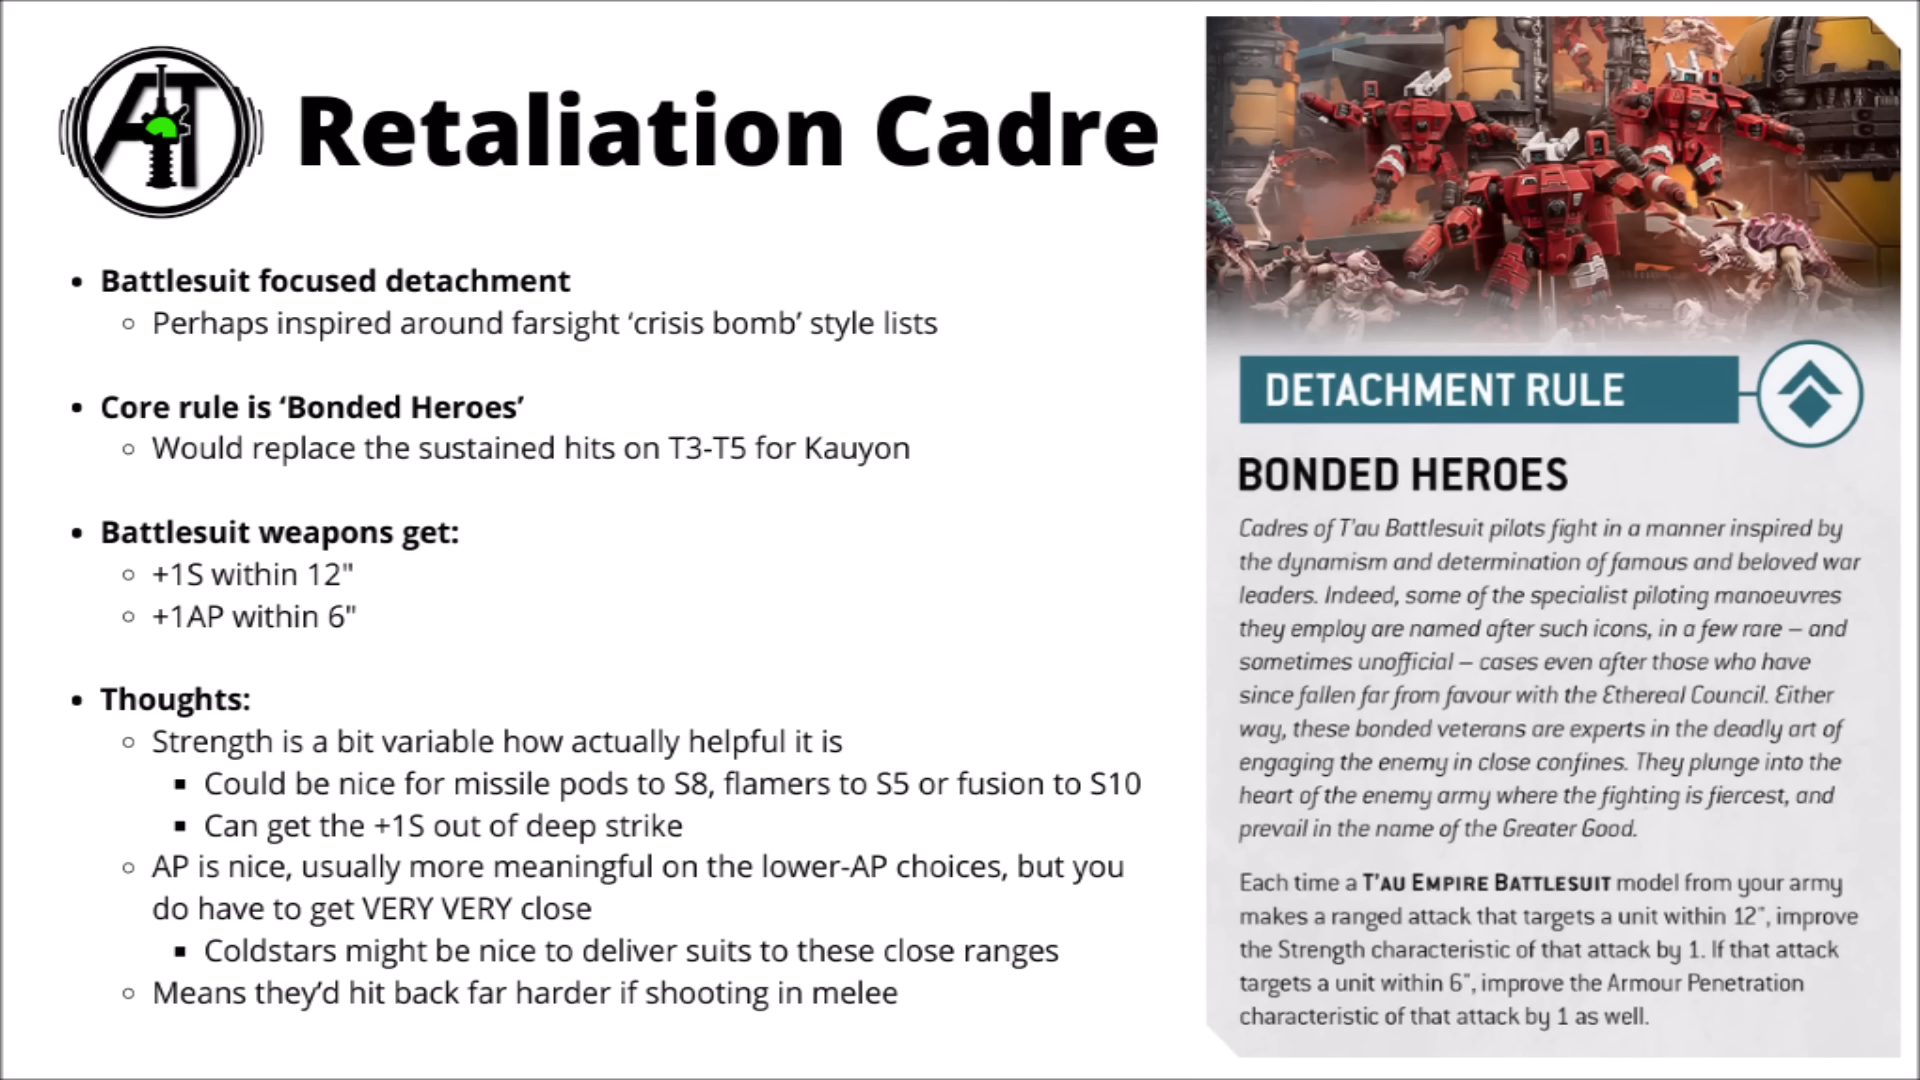 AT
Retaliation Cadre
• Battlesuit focused detachment
○ Perhaps inspired around farsight ‘crisis bomb’ style lists
• Core rule is ‘Bonded Heroes’
○ Would replace the sustained hits on T3-T5 for Kauyon
• Battlesuit weapons get:
○ +1S within 12"
○ +1AP within 6"
• Thoughts:
○ Strength is a bit variable how actually helpful it is
▪ Could be nice for missile pods to S8, flamers to S5 or fusion to S10
▪ Can get the +1S out of deep strike
○ AP is nice, usually more meaningful on the lower-AP choices, but you
do have to get VERY VERY close
▪ Coldstars might be nice to deliver suits to these close ranges
○ Means they’d hit back far harder if shooting in melee
DETACHMENT RULE
BONDED HEROES
Cadres of T’au Battlesuit pilots fight in a manner inspired by
the dynamism and determination of famous and beloved war
leaders. Indeed, some of the specialist piloting manoeuvres
they employ are named after such icons, in a few rare – and
sometimes unofficial – cases even after those who have
since fallen far from favour with the Ethereal Council. Either
way, these bonded veterans are experts in the deadly art of
engaging the enemy in close confines. They plunge into the
heart of the enemy army where the fighting is fiercest, and
prevail in the name of the Greater Good.
Each time a T’AU EMPIRE BATTLESUIT model from your army
makes a ranged attack that targets a unit within 12", improve
the Strength characteristic of that attack by 1. If that attack
targets a unit within 6", improve the Armour Penetration
characteristic of that attack by 1 as well.